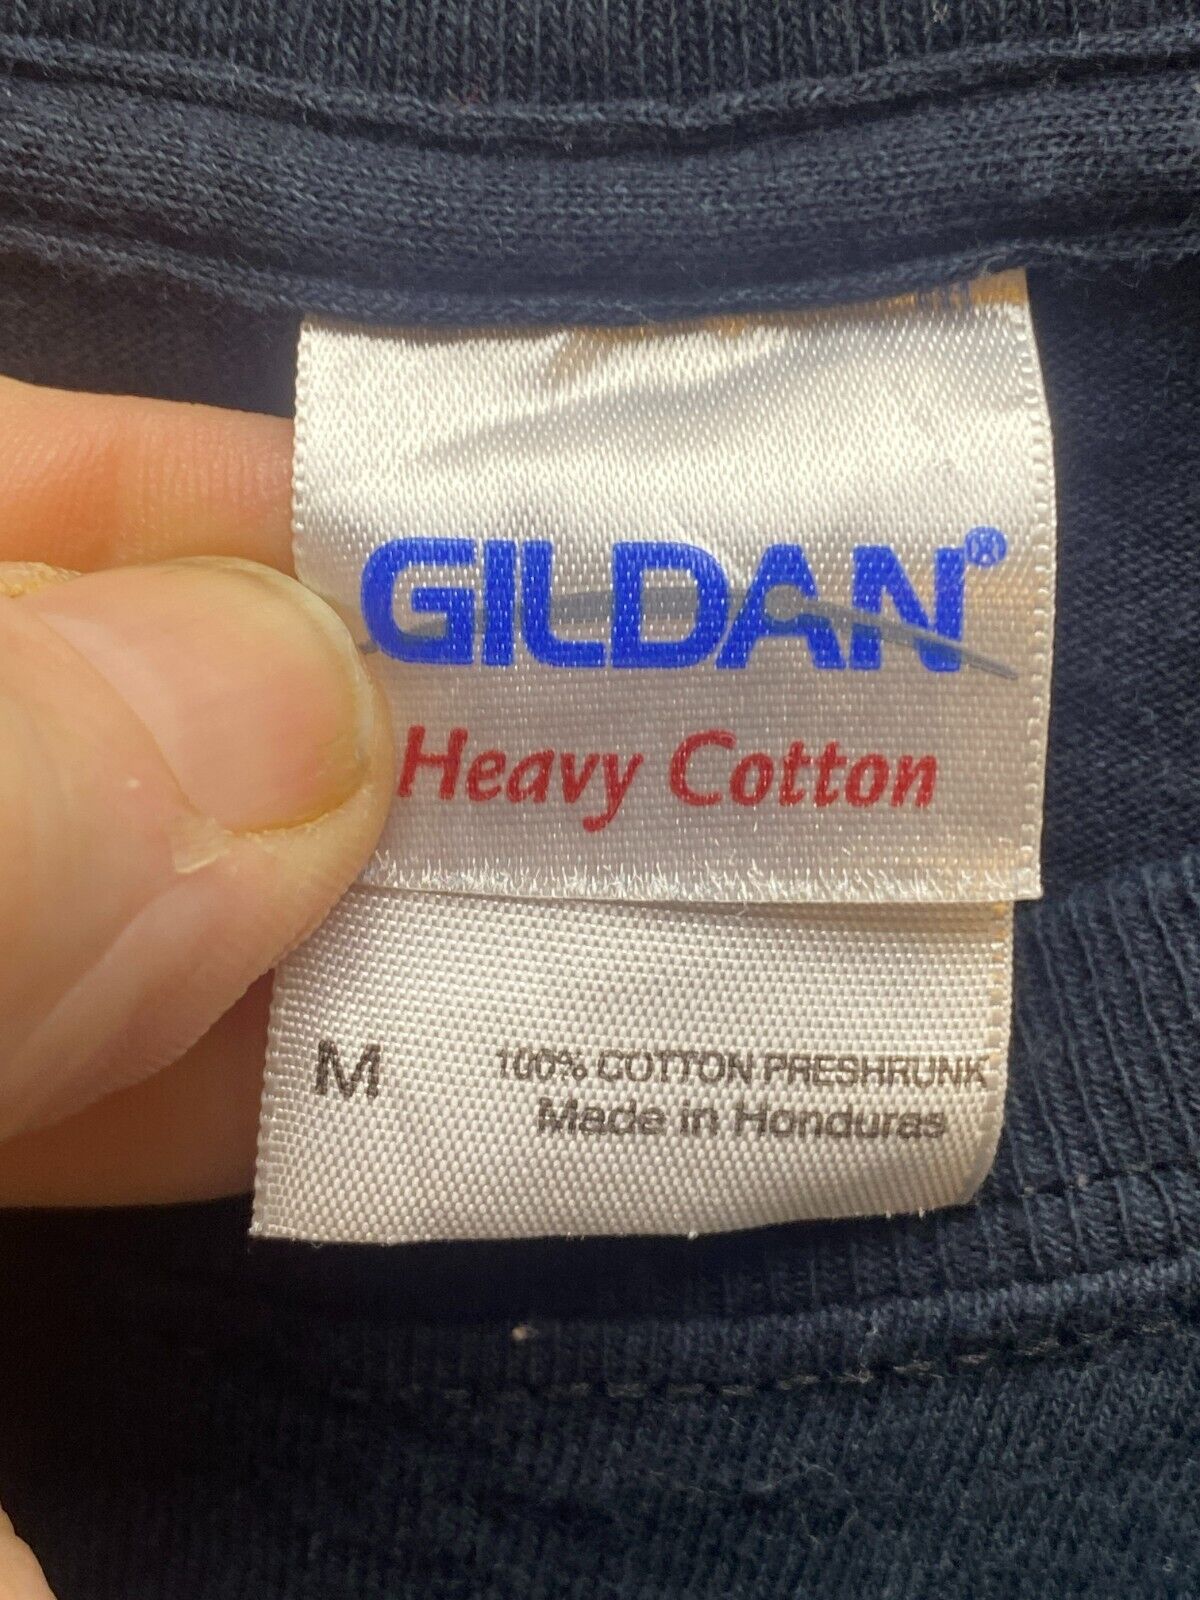 GILDAN®
Heavy Cotton
M 100% COTTON PRESHRUNK
Made in Honduras